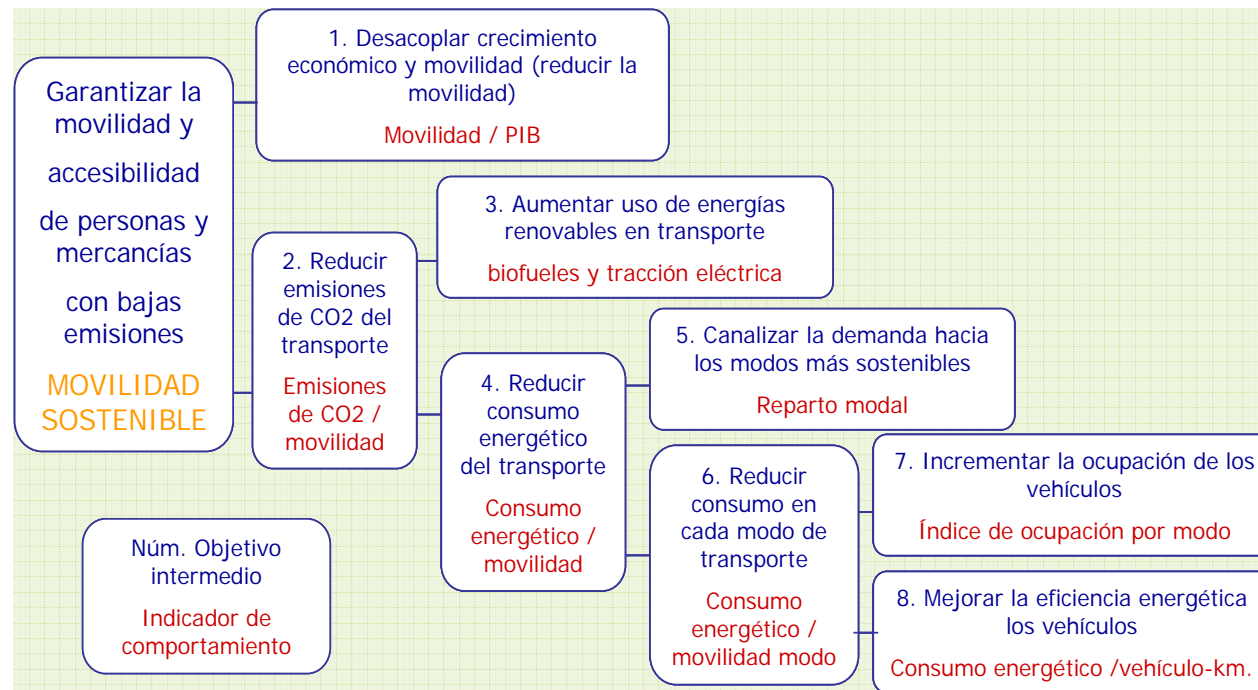 Garantizar la
movilidad y
accesibilidad
de personas y
mercancías
con bajas
emisiones
MOVILIDAD
SOSTENIBLE
1. Desacoplar crecimiento
económico y movilidad (reducir la
movilidad)
Movilidad / PIB
2. Reducir
emisiones
de CO2 del
transporte
Emisiones
de CO2 /
movilidad
3. Aumentar uso de energías
renovables en transporte
biofueles y tracción eléctrica
4. Reducir
consumo
energético
del transporte
Consumo
energético /
movilidad
5. Canalizar la demanda hacia
los modos más sostenibles
Reparto modal
6. Reducir
consumo en
cada modo de
transporte
Consumo
energético /
movilidad modo
7. Incrementar la ocupación de los
vehículos
Índice de ocupación por modo
8. Mejorar la eficiencia energética
los vehículos
Consumo energético /vehículo-km.
Núm. Objetivo
intermedio
Indicador de
comportamiento